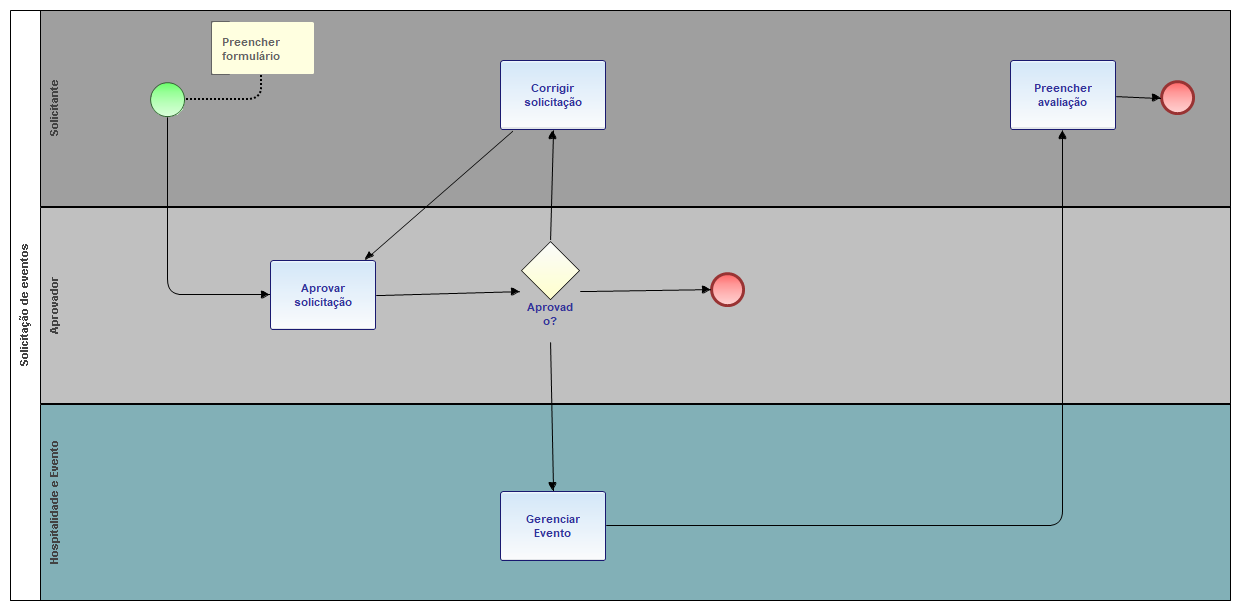 Solicitação de eventos
Solicitante
Preencher
formulário
Corrigir
solicitação
Preencher
avaliação
Aprovador
Aprovar
solicitação
Aprovad
o?
Hospitalidade e Evento
Gerenciar
Evento